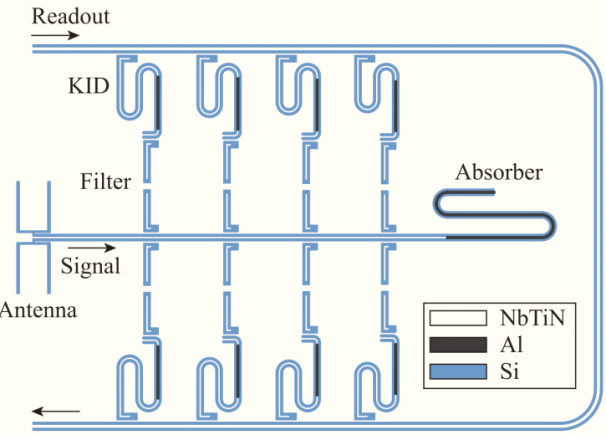 Readout
KID
Filter
Absorber
Signal
Antenna
NbTiN
Al
Si